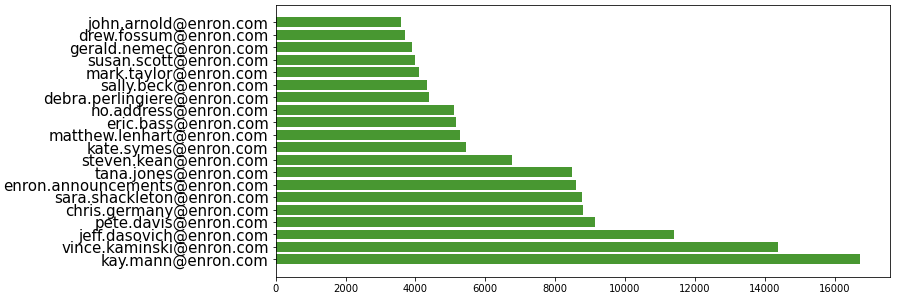 john.arnold@enron.com
drew.fossum@enron.com
gerald.nemec@enron.com
susan.scott@enron.com
mark.taylor@enron.com
sally.beck@enron.com
debra.perlingiere@enron.com
no.address@enron.com
eric.bass@enron.com
matthew.lenhart@enron.com
kate.symes@enron.com
steven.kean@enron.com
tana.jones@enron.com
enron.announcements@enron.com
sara.shackleton@enron.com
chris.germany@enron.com
pete.davis@enron.com
jeff.dasovich@enron.com
vince.kaminski@enron.com
kay.mann@enron.com
0 2000 4000 6000 8000 10000 12000 14000 16000